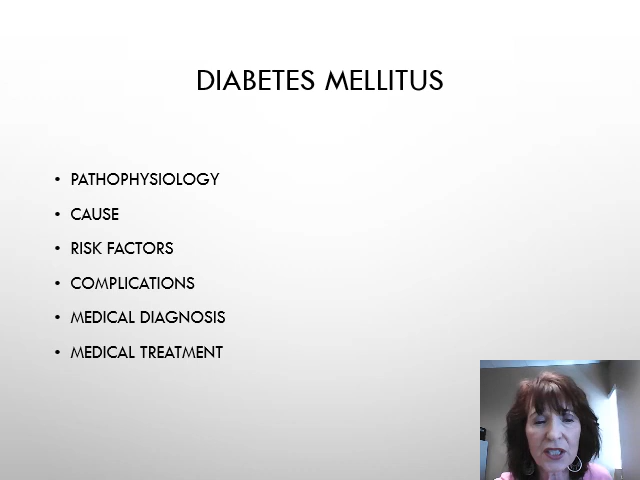 DIABETES MELLITUS
• PATHOPHYSIOLOGY
• CAUSE
• RISK FACTORS
• COMPLICATIONS
• MEDICAL DIAGNOSIS
• MEDICAL TREATMENT